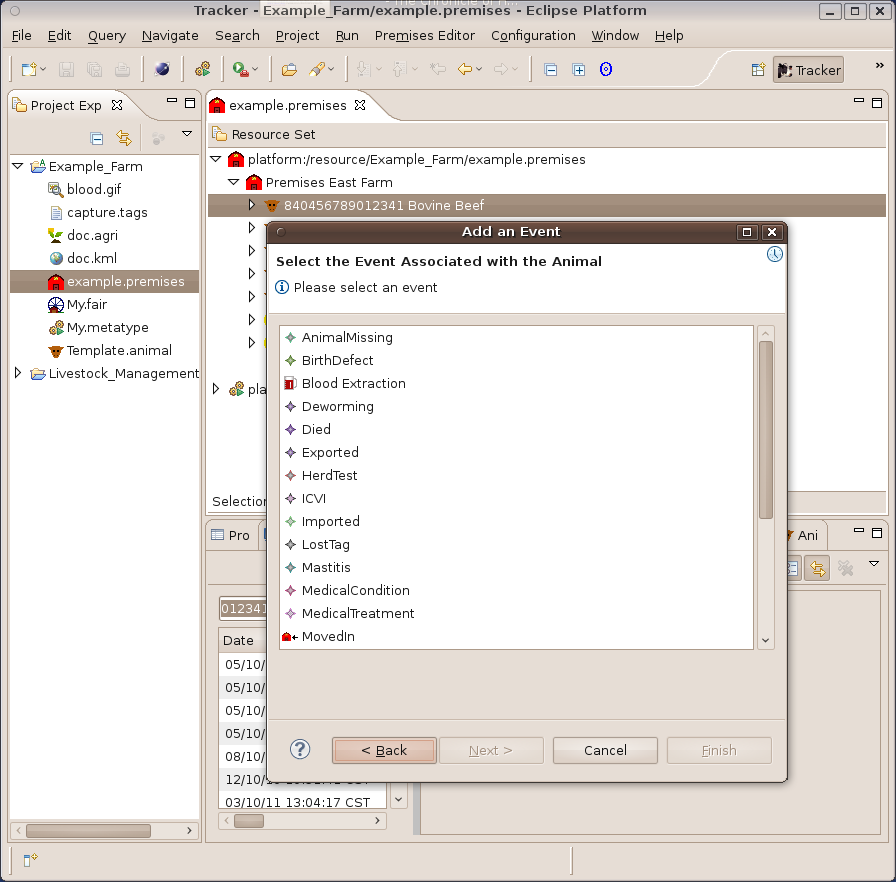 Tracker - Example_Farm/example.premises - Eclipse Platform
File Edit Query Navigate Search Project Run Premises Editor Configuration Window Help
Tracker
Project Exp
example.premises
Resource Set
platform:/resource/Example_Farm/example.premises
Premises East Farm
840456789012341 Bovine Beef
Example_Farm
blood.gif
capture.tags
doc.agri
doc.kml
example.premises
My.fair
My.metatype
Template.animal
Livestock_Management
pla
Selection
Add an Event
Select the Event Associated with the Animal
Please select an event
AnimalMissing
BirthDefect
Blood Extraction
Deworming
Died
Exported
HerdTest
ICVI
Imported
LostTag
Mastitis
MedicalCondition
MedicalTreatment
MovedIn
< Back Next > Cancel Finish
Pro
Ani
012341
Date
05/10/
05/10/
05/10/
05/10/
08/10/
12/10/
03/10/11 13:04:17 CST